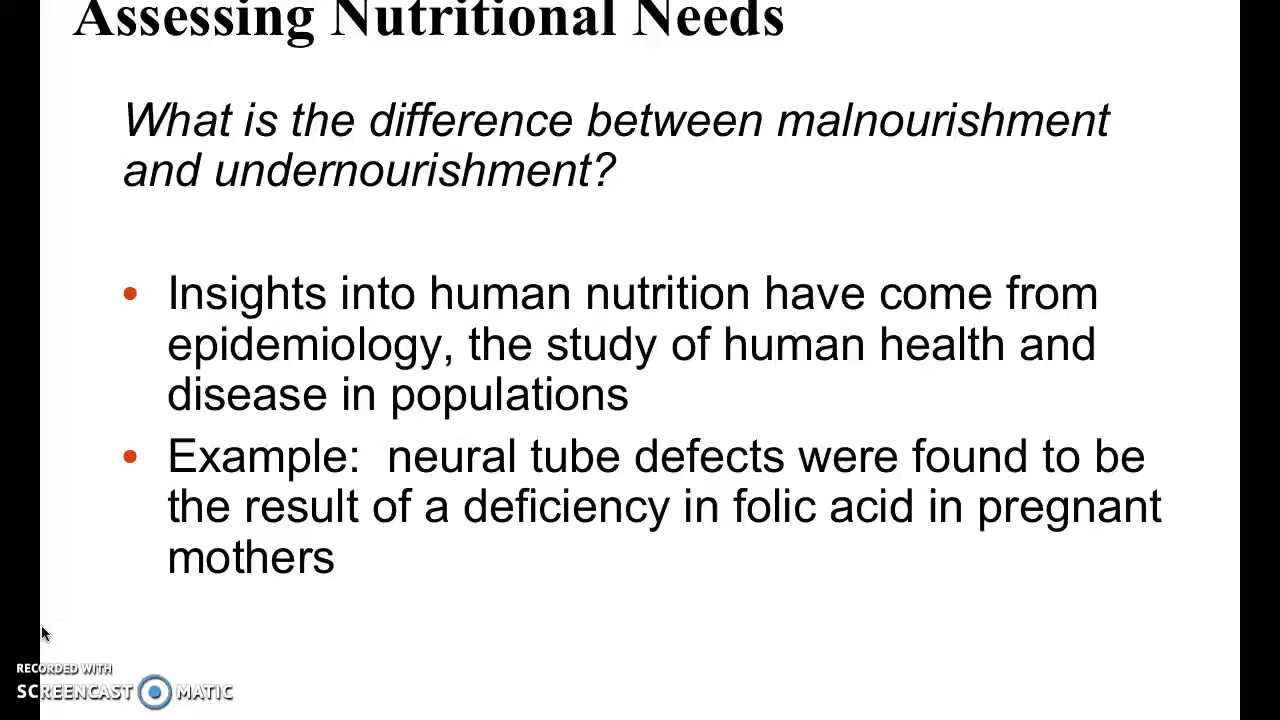 Assessing Nutritional Needs
What is the difference between malnourishment
and undernourishment?
• Insights into human nutrition have come from
epidemiology, the study of human health and
disease in populations
• Example:  neural tube defects were found to be
the result of a deficiency in folic acid in pregnant
mothers
RECORDED WITH
SCREENCAST MATIC